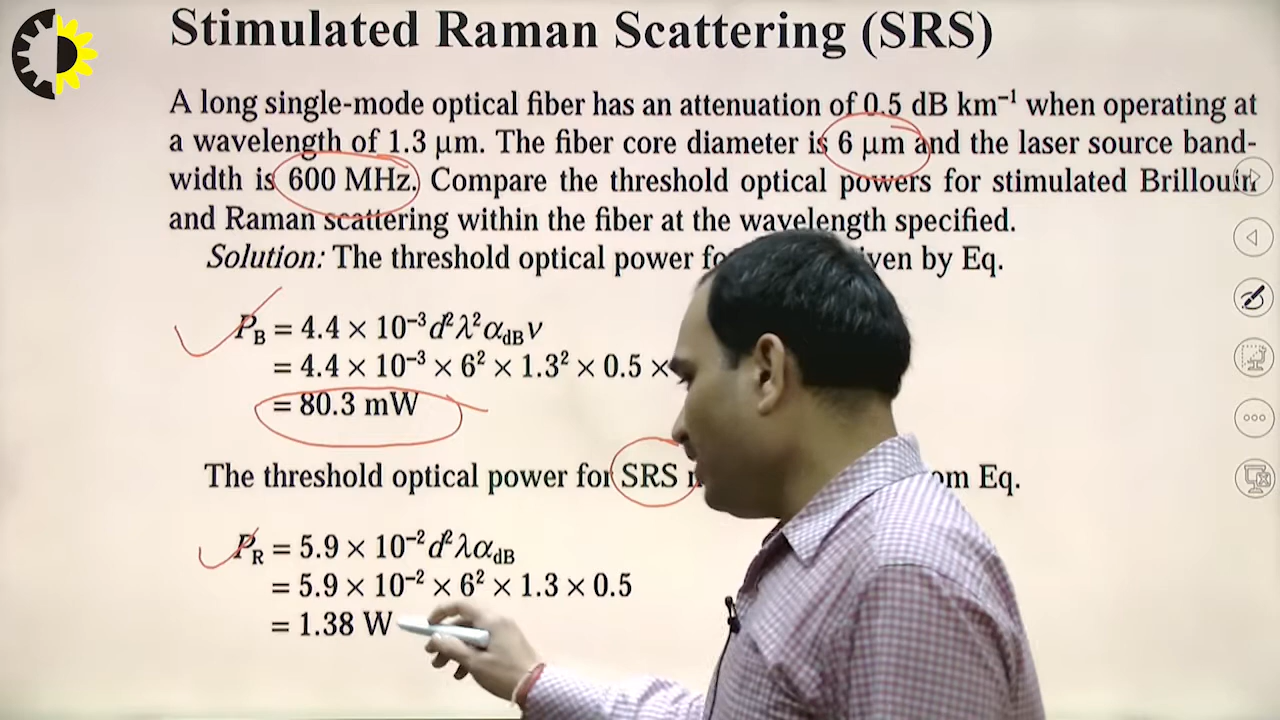 Stimulated Raman Scattering (SRS)
A long single-mode optical fiber has an attenuation of 0.5 dB km⁻¹ when operating at
a wavelength of 1.3 μm. The fiber core diameter is 6 μm and the laser source band-
width is 600 MHz. Compare the threshold optical powers for stimulated Brillouin
and Raman scattering within the fiber at the wavelength specified.
Solution: The threshold optical power by Eq.
P_B = 4.4 × 10⁻³ d²λ²α_dB ν
= 4.4 × 10⁻³ × 6² × 1.3² × 0.5 ×
= 80.3 mW
The threshold optical power for SRS Eq.
P_R = 5.9 × 10⁻² d²λα_dB
= 5.9 × 10⁻² × 6² × 1.3 × 0.5
= 1.38 W